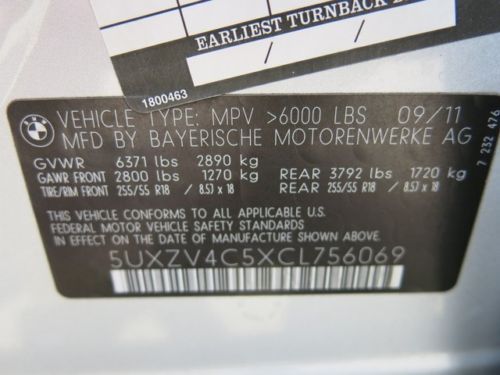 EARLIEST TURNBACK D
/ /
/ /
1800463
BMW
VEHICLE TYPE: MPV >6000 LBS 09/11
MFD BY BAYERISCHE MOTORENWERKE AG
GVWR 6371 lbs 2890 kg
GAWR FRONT 2800 lbs 1270 kg REAR 3792 lbs 1720 kg
TIRE/RIM FRONT 255/55 R18 / 8.5J x 18 REAR 255/55 R18 / 8.5J x 18
THIS VEHICLE CONFORMS TO ALL APPLICABLE U.S.
FEDERAL MOTOR VEHICLE SAFETY STANDARDS
IN EFFECT ON THE DATE OF MANUFACTURE SHOWN ABOVE.
5UXZV4C5XCL756069
7 232 476